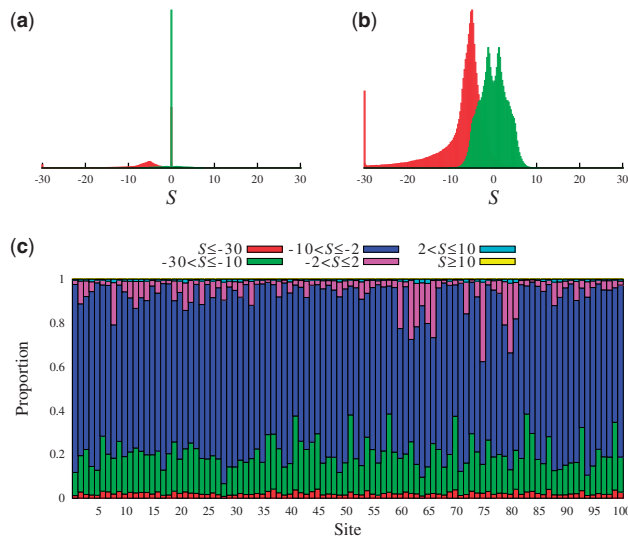 (a)
(b)
-30 -20 -10 0 10 20 30
S
-30 -20 -10 0 10 20 30
S
(c)
S≤-30 -10<S≤-2 2<S≤10
-30<S≤-10 -2<S≤2 S≥10
Proportion
1
0.8
0.6
0.4
0.2
0
5 10 15 20 25 30 35 40 45 50 55 60 65 70 75 80 85 90 95 100
Site